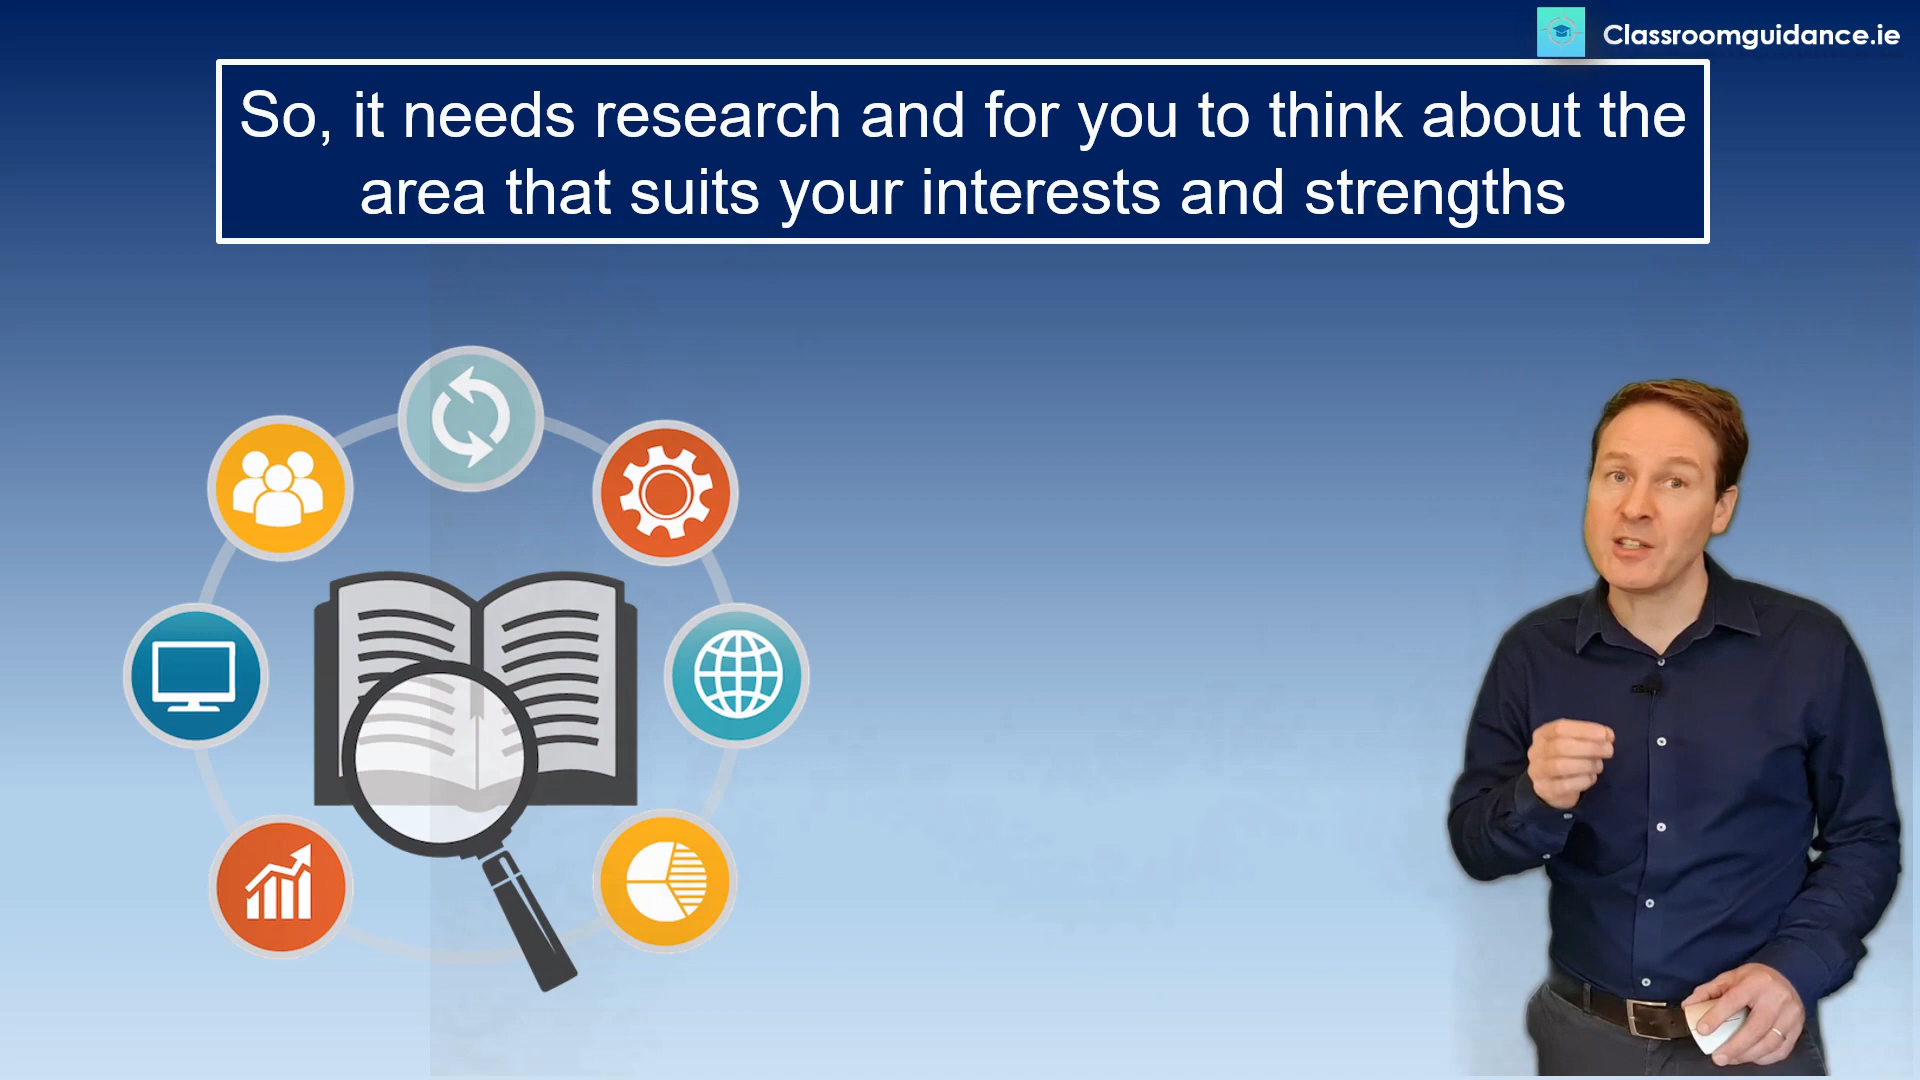 Classroomguidance.ie
So, it needs research and for you to think about the
area that suits your interests and strengths